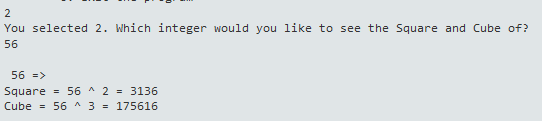 2
You selected 2. Which integer would you like to see the Square and Cube of?
56
56 =>
Square = 56 ^ 2 = 3136
Cube = 56 ^ 3 = 175616